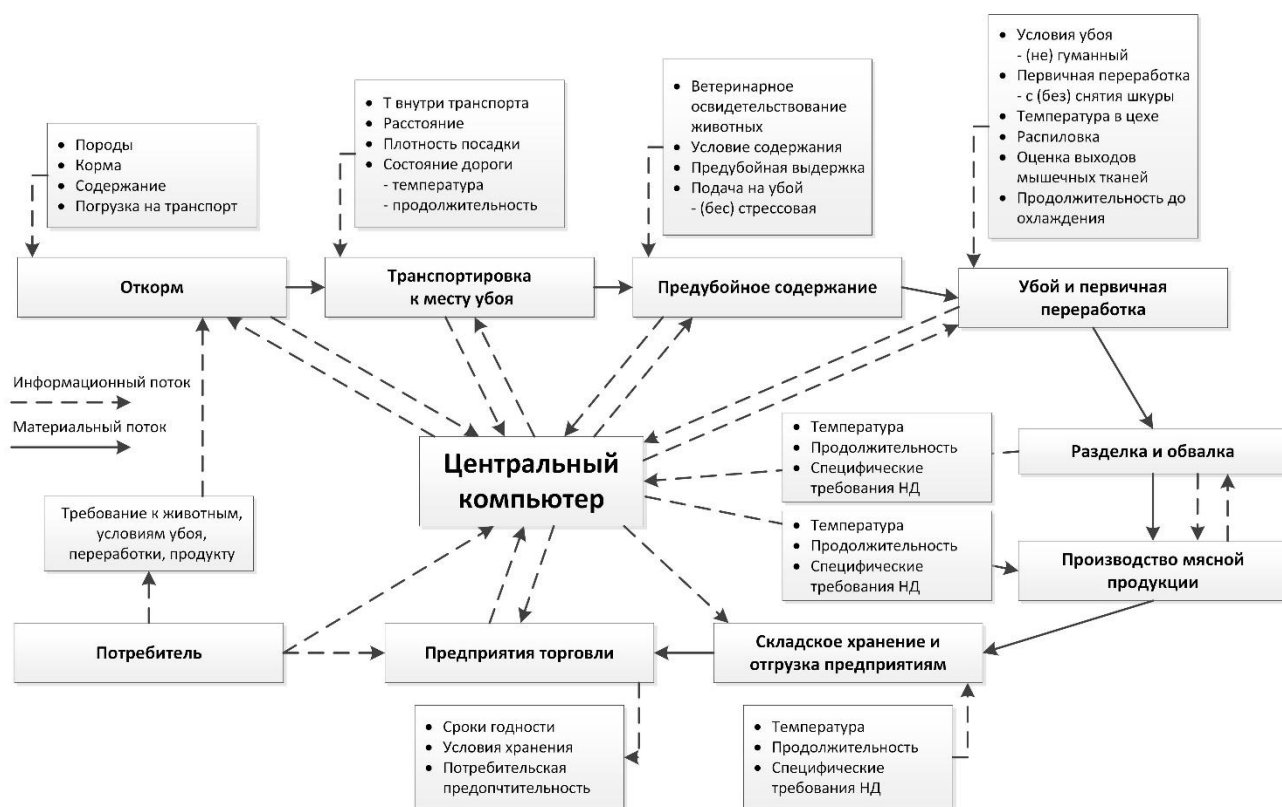 • Породы
• Корма
• Содержание
• Погрузка на транспорт
• Т внутри транспорта
• Расстояние
• Плотность посадки
• Состояние дороги
- температура
- продолжительность
• Ветеринарное
освидетельствование
животных
• Условие содержания
• Предубойная выдержка
• Подача на убой
- (бес) стрессовая
• Условия убоя
- (не) гуманный
• Первичная переработка
- с (без) снятия шкуры
• Температура в цехе
• Распиловка
• Оценка выходов
мышечных тканей
• Продолжительность до
охлаждения
Откорм
Транспортировка
к месту убоя
Предубойное содержание
Убой и первичная
переработка
Информационный поток
Материальный поток
Центральный
компьютер
• Температура
• Продолжительность
• Специфические
требования НД
Разделка и обвалка
Требование к животным,
условиям убоя,
переработки, продукту
• Температура
• Продолжительность
• Специфические
требования НД
Производство мясной
продукции
Потребитель
Предприятия торговли
Складское хранение и
отгрузка предприятиям
• Сроки годности
• Условия хранения
• Потребительская
предопчтительность
• Температура
• Продолжительность
• Специфические
требования НД